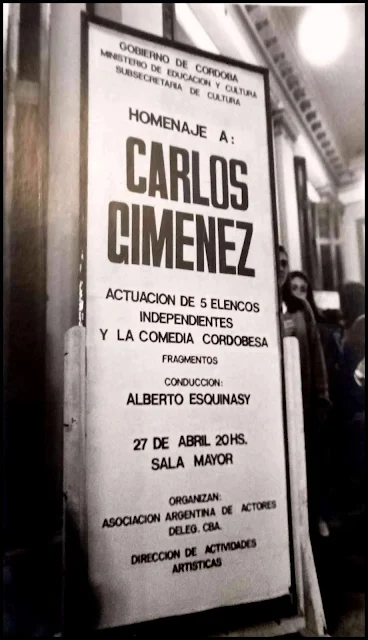 GOBIERNO DE CORDOBA
MINISTERIO DE EDUCACION Y CULTURA
SUBSECRETARIA DE CULTURA
HOMENAJE A:
CARLOS
GIMENEZ
ACTUACION DE 5 ELENCOS
INDEPENDIENTES
Y LA COMEDIA CORDOBESA
FRAGMENTOS
CONDUCCION:
ALBERTO ESQUINASY
27 DE ABRIL 20HS.
SALA MAYOR
ORGANIZAN:
ASOCIACION ARGENTINA DE ACTORES
DELEG. CBA.
DIRECCION DE ACTIVIDADES
ARTISTICAS